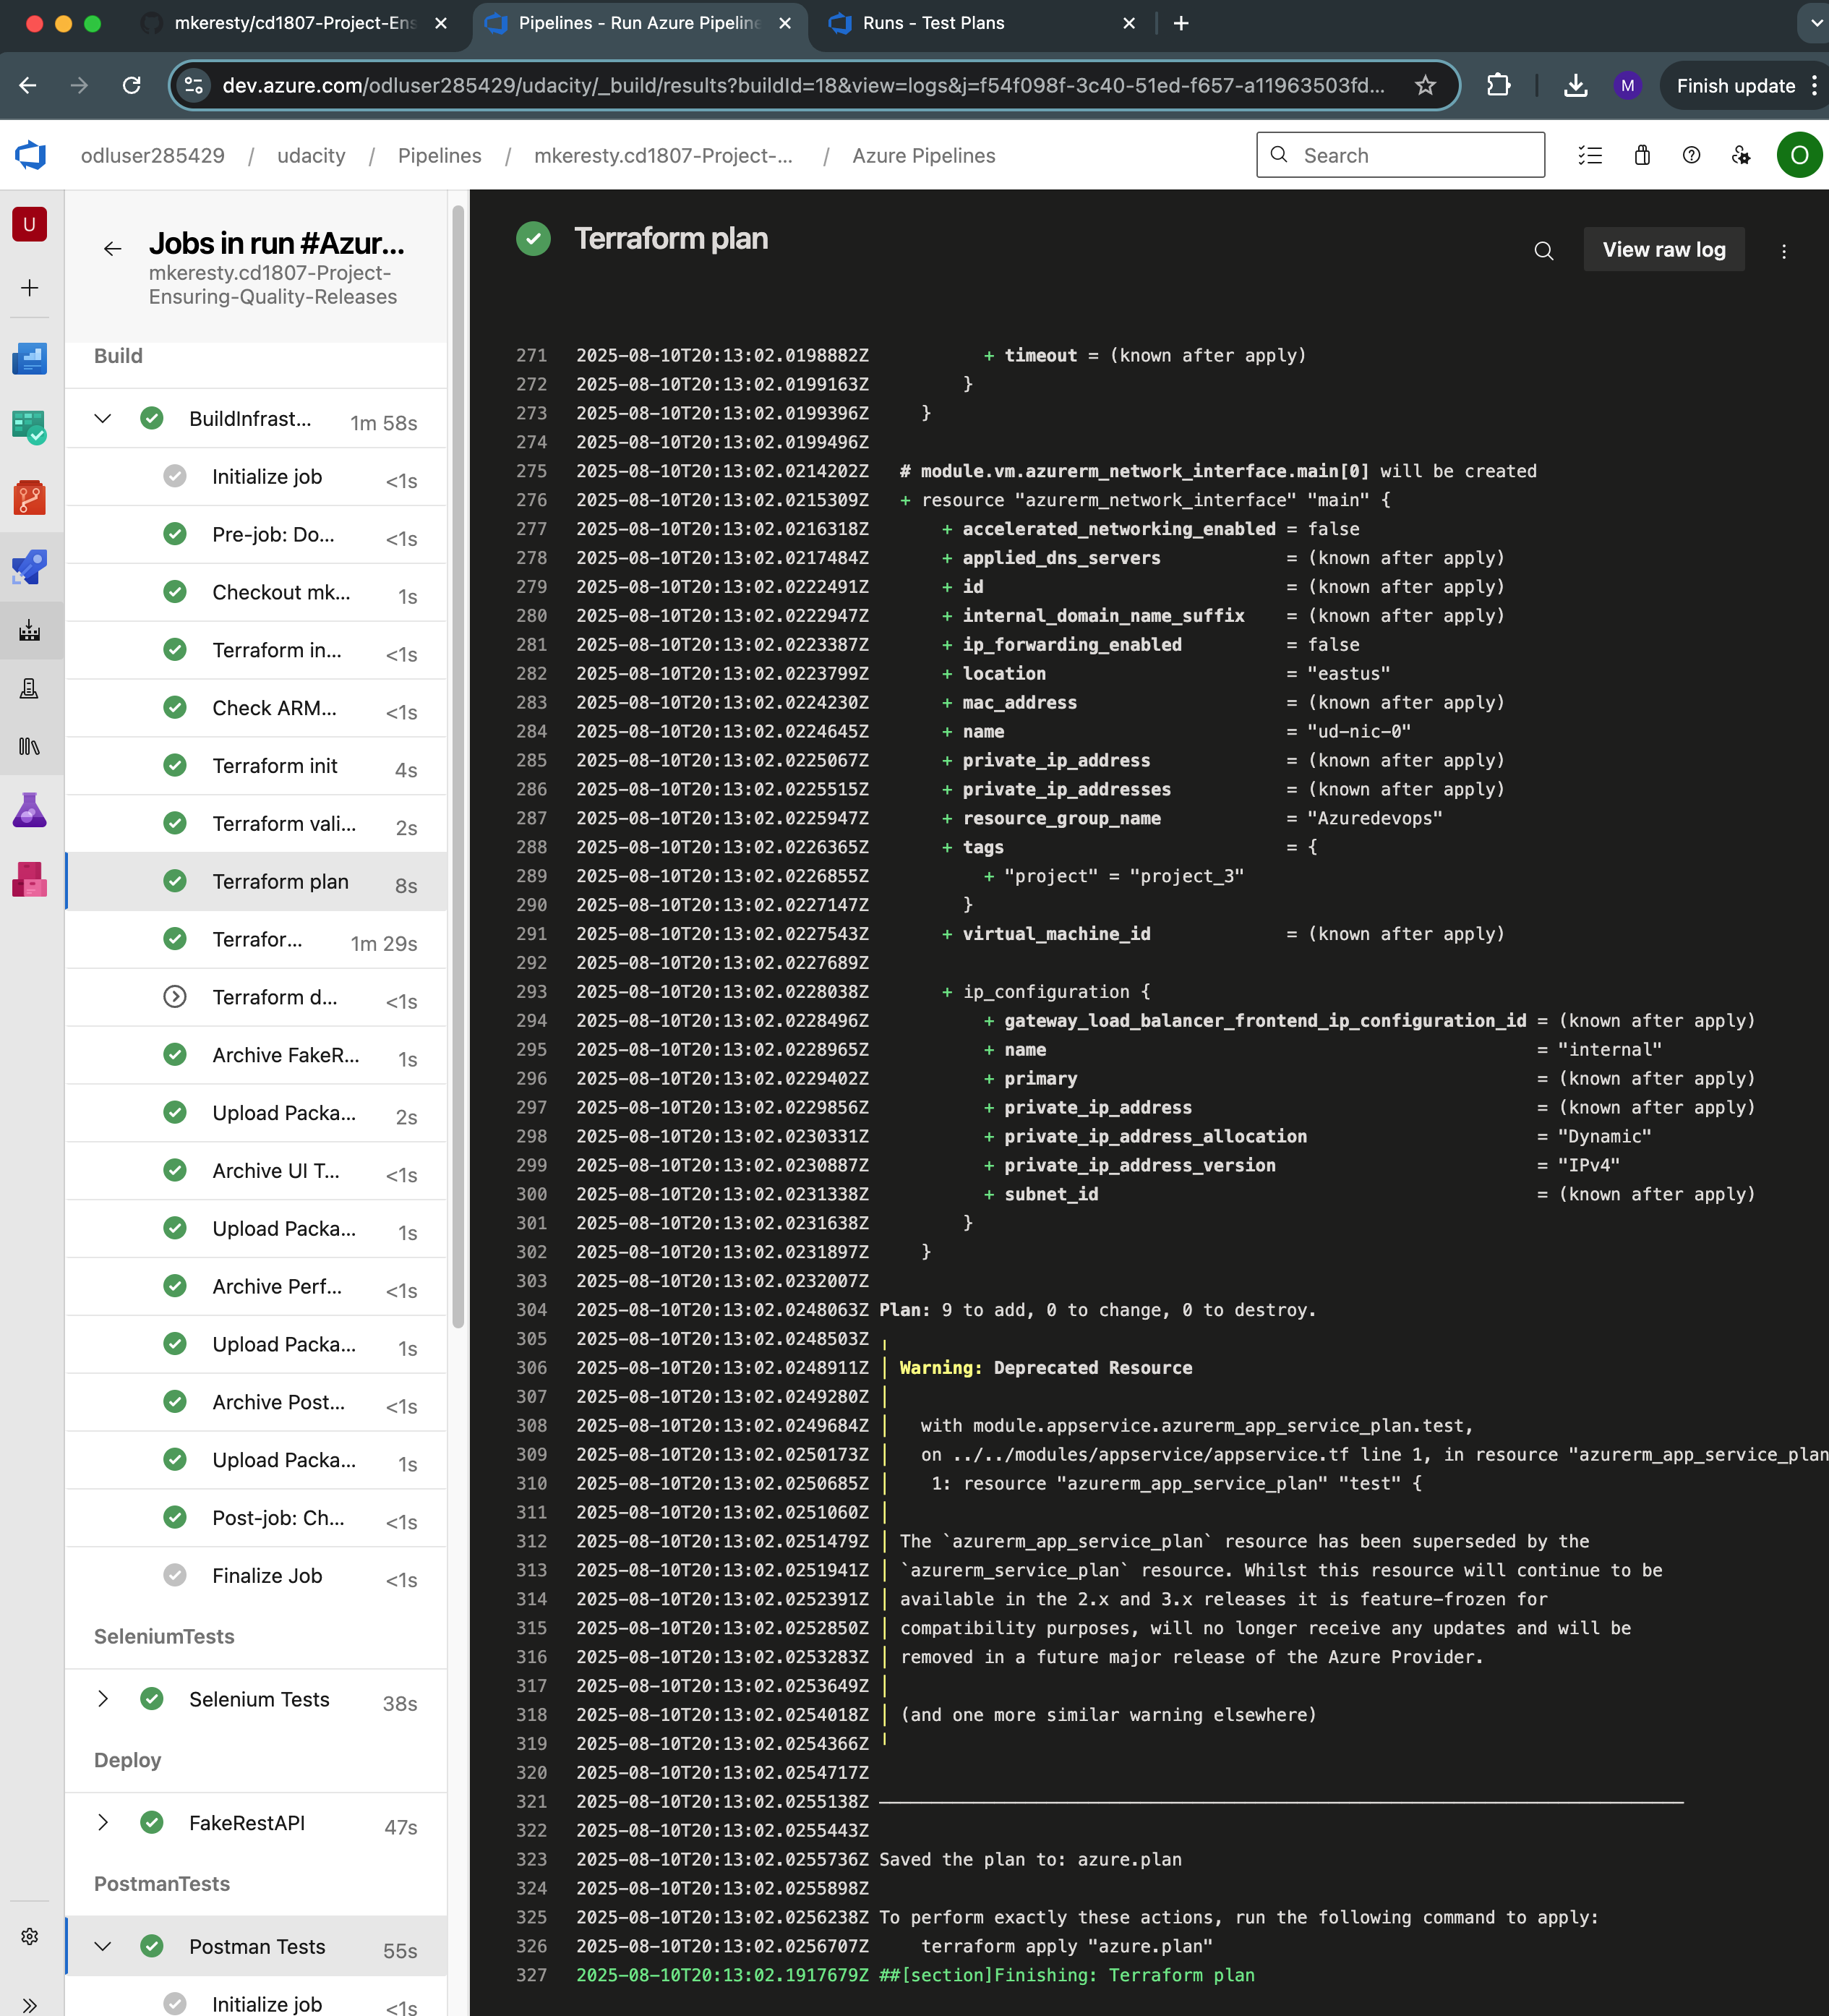 mkeresty/cd1807-Project-Ens
Pipelines - Run Azure Pipeline
Runs - Test Plans
dev.azure.com/odluser285429/udacity/_build/results?buildId=18&view=logs&j=f54f098f-3c40-51ed-f657-a11963503fd...
M
Finish update
odluser285429 / udacity / Pipelines / mkeresty.cd1807-Project-... / Azure Pipelines
Search
O
U
Jobs in run #Azur...
mkeresty.cd1807-Project-
Ensuring-Quality-Releases
Build
BuildInfrast... 1m 58s
Initialize job <1s
Pre-job: Do... <1s
Checkout mk... 1s
Terraform in... <1s
Check ARM... <1s
Terraform init 4s
Terraform vali... 2s
Terraform plan 8s
Terrafor... 1m 29s
Terraform d... <1s
Archive FakeR... 1s
Upload Packa... 2s
Archive UI T... <1s
Upload Packa... 1s
Archive Perf... <1s
Upload Packa... 1s
Archive Post... <1s
Upload Packa... 1s
Post-job: Ch... <1s
Finalize Job <1s
SeleniumTests
Selenium Tests 38s
Deploy
FakeRestAPI 47s
PostmanTests
Postman Tests 55s
Initialize job <1s
Terraform plan
View raw log
271 2025-08-10T20:13:02.0198882Z + timeout = (known after apply)
272 2025-08-10T20:13:02.0199163Z }
273 2025-08-10T20:13:02.0199396Z }
274 2025-08-10T20:13:02.0199496Z
275 2025-08-10T20:13:02.0214202Z # module.vm.azurerm_network_interface.main[0] will be created
276 2025-08-10T20:13:02.0215309Z + resource "azurerm_network_interface" "main" {
277 2025-08-10T20:13:02.0216318Z + accelerated_networking_enabled = false
278 2025-08-10T20:13:02.0217484Z + applied_dns_servers = (known after apply)
279 2025-08-10T20:13:02.0222491Z + id = (known after apply)
280 2025-08-10T20:13:02.0222947Z + internal_domain_name_suffix = (known after apply)
281 2025-08-10T20:13:02.0223387Z + ip_forwarding_enabled = false
282 2025-08-10T20:13:02.0223799Z + location = "eastus"
283 2025-08-10T20:13:02.0224230Z + mac_address = (known after apply)
284 2025-08-10T20:13:02.0224645Z + name = "ud-nic-0"
285 2025-08-10T20:13:02.0225067Z + private_ip_address = (known after apply)
286 2025-08-10T20:13:02.0225515Z + private_ip_addresses = (known after apply)
287 2025-08-10T20:13:02.0225947Z + resource_group_name = "Azuredevops"
288 2025-08-10T20:13:02.0226365Z + tags = {
289 2025-08-10T20:13:02.0226855Z + "project" = "project_3"
290 2025-08-10T20:13:02.0227147Z }
291 2025-08-10T20:13:02.0227543Z + virtual_machine_id = (known after apply)
292 2025-08-10T20:13:02.0227689Z
293 2025-08-10T20:13:02.0228038Z + ip_configuration {
294 2025-08-10T20:13:02.0228496Z + gateway_load_balancer_frontend_ip_configuration_id = (known after apply)
295 2025-08-10T20:13:02.0228965Z + name = "internal"
296 2025-08-10T20:13:02.0229402Z + primary = (known after apply)
297 2025-08-10T20:13:02.0229856Z + private_ip_address = (known after apply)
298 2025-08-10T20:13:02.0230331Z + private_ip_address_allocation = "Dynamic"
299 2025-08-10T20:13:02.0230887Z + private_ip_address_version = "IPv4"
300 2025-08-10T20:13:02.0231338Z + subnet_id = (known after apply)
301 2025-08-10T20:13:02.0231638Z }
302 2025-08-10T20:13:02.0231897Z }
303 2025-08-10T20:13:02.0232007Z
304 2025-08-10T20:13:02.0248063Z Plan: 9 to add, 0 to change, 0 to destroy.
305 2025-08-10T20:13:02.0248503Z
306 2025-08-10T20:13:02.0248911Z │ Warning: Deprecated Resource
307 2025-08-10T20:13:02.0249280Z │
308 2025-08-10T20:13:02.0249684Z │ with module.appservice.azurerm_app_service_plan.test,
309 2025-08-10T20:13:02.0250173Z │ on ../../modules/appservice/appservice.tf line 1, in resource "azurerm_app_service_plan
310 2025-08-10T20:13:02.0250685Z │ 1: resource "azurerm_app_service_plan" "test" {
311 2025-08-10T20:13:02.0251060Z │
312 2025-08-10T20:13:02.0251479Z │ The `azurerm_app_service_plan` resource has been superseded by the
313 2025-08-10T20:13:02.0251941Z │ `azurerm_service_plan` resource. Whilst this resource will continue to be
314 2025-08-10T20:13:02.0252391Z │ available in the 2.x and 3.x releases it is feature-frozen for
315 2025-08-10T20:13:02.0252850Z │ compatibility purposes, will no longer receive any updates and will be
316 2025-08-10T20:13:02.0253283Z │ removed in a future major release of the Azure Provider.
317 2025-08-10T20:13:02.0253649Z │
318 2025-08-10T20:13:02.0254018Z │ (and one more similar warning elsewhere)
319 2025-08-10T20:13:02.0254366Z
320 2025-08-10T20:13:02.0254717Z
321 2025-08-10T20:13:02.0255138Z ─────────────────────────────
322 2025-08-10T20:13:02.0255443Z
323 2025-08-10T20:13:02.0255736Z Saved the plan to: azure.plan
324 2025-08-10T20:13:02.0255898Z
325 2025-08-10T20:13:02.0256238Z To perform exactly these actions, run the following command to apply:
326 2025-08-10T20:13:02.0256707Z terraform apply "azure.plan"
327 2025-08-10T20:13:02.1917679Z ##[section]Finishing: Terraform plan